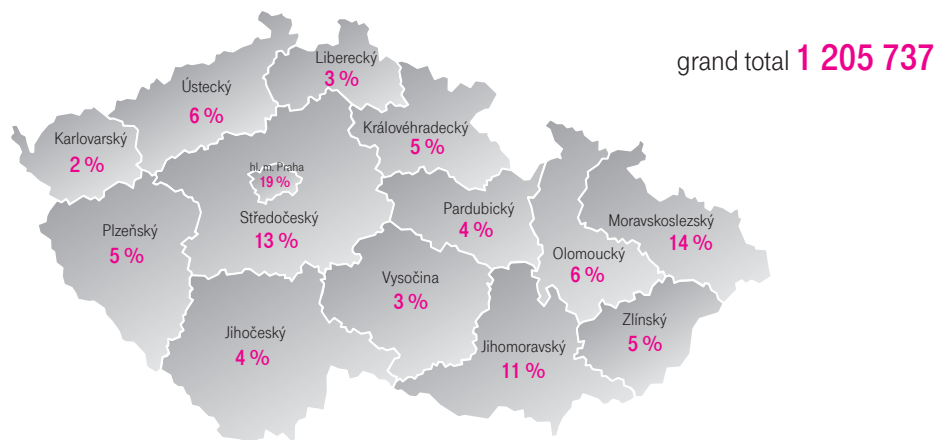 grand total 1 205 737
Liberecký
3 %
Ústecký
6 %
Královéhradecký
5 %
Karlovarský
2 %
hl. m. Praha
19 %
Středočeský
13 %
Pardubický
4 %
Moravskoslezský
14 %
Plzeňský
5 %
Olomoucký
6 %
Vysočina
3 %
Zlínský
5 %
Jihočeský
4 %
Jihomoravský
11 %